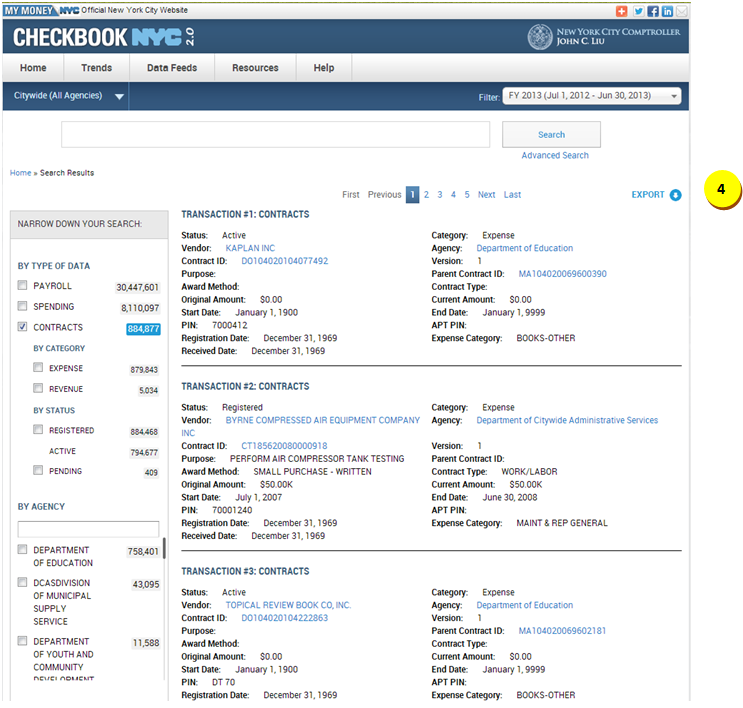 MY MONEY NYC Official New York City Website
CHECKBOOK NYC 2.0
NEW YORK CITY COMPTROLLER
JOHN C. LIU
Home Trends Data Feeds Resources Help
Citywide (All Agencies)
Filter: FY 2013 (Jul 1, 2012 - Jun 30, 2013)
Search
Advanced Search
Home » Search Results
First Previous 1 2 3 4 5 Next Last
EXPORT
4
NARROW DOWN YOUR SEARCH:
BY TYPE OF DATA
PAYROLL 30,447,601
SPENDING 8,110,097
CONTRACTS 884,877
BY CATEGORY
EXPENSE 879,843
REVENUE 5,034
BY STATUS
REGISTERED 884,468
ACTIVE 794,677
PENDING 409
BY AGENCY
DEPARTMENT 758,401
OF EDUCATION
DCASDIVISION 43,095
OF MUNICIPAL
SUPPLY
SERVICE
DEPARTMENT 11,588
OF YOUTH AND
COMMUNITY
DEVELOPMENT
TRANSACTION #1: CONTRACTS
Status: Active Category: Expense
Vendor: KAPLAN INC Agency: Department of Education
Contract ID: DO104020104077492 Version: 1
Purpose: Parent Contract ID: MA104020069600390
Award Method: Contract Type:
Original Amount: $0.00 Current Amount: $0.00
Start Date: January 1, 1900 End Date: January 1, 9999
PIN: 7000412 APT PIN:
Registration Date: December 31, 1969 Expense Category: BOOKS-OTHER
Received Date: December 31, 1969
TRANSACTION #2: CONTRACTS
Status: Registered Category: Expense
Vendor: BYRNE COMPRESSED AIR EQUIPMENT COMPANY Agency: Department of Citywide Administrative Services
INC
Contract ID: CT185620080000918 Version: 1
Purpose: PERFORM AIR COMPRESSOR TANK TESTING Parent Contract ID:
Award Method: SMALL PURCHASE - WRITTEN Contract Type: WORK/LABOR
Original Amount: $50.00K Current Amount: $50.00K
Start Date: July 1, 2007 End Date: June 30, 2008
PIN: 70001240 APT PIN:
Registration Date: December 31, 1969 Expense Category: MAINT & REP GENERAL
Received Date: December 31, 1969
TRANSACTION #3: CONTRACTS
Status: Active Category: Expense
Vendor: TOPICAL REVIEW BOOK CO, INC. Agency: Department of Education
Contract ID: DO104020104222863 Version: 1
Purpose: Parent Contract ID: MA104020069602181
Award Method: Contract Type:
Original Amount: $0.00 Current Amount: $0.00
Start Date: January 1, 1900 End Date: January 1, 9999
PIN: DT 70 APT PIN:
Registration Date: December 31, 1969 Expense Category: BOOKS-OTHER